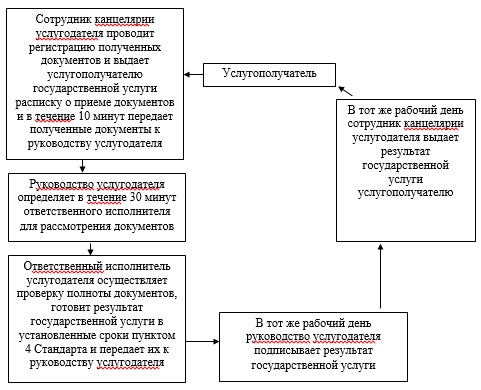 Сотрудник канцелярии
услугодателя проводит
регистрацию полученных
документов и выдает
услугополучателю
государственной услуги
расписку о приеме документов
и в течение 10 минут передает
полученные документы к
руководству услугодателя
Услугополучатель
Руководство услугодателя
определяет в течение 30 минут
ответственного исполнителя
для рассмотрения документов
Ответственный исполнитель
услугодателя осуществляет
проверку полноты документов,
готовит результат
государственной услуги в
установленные сроки пунктом
4 Стандарта и передает их к
руководству услугодателя
В тот же рабочий день
руководство услугодателя
подписывает результат
государственной услуги
В тот же рабочий день
сотрудник канцелярии
услугодателя выдает
результат
государственной
услуги
услугополучателю